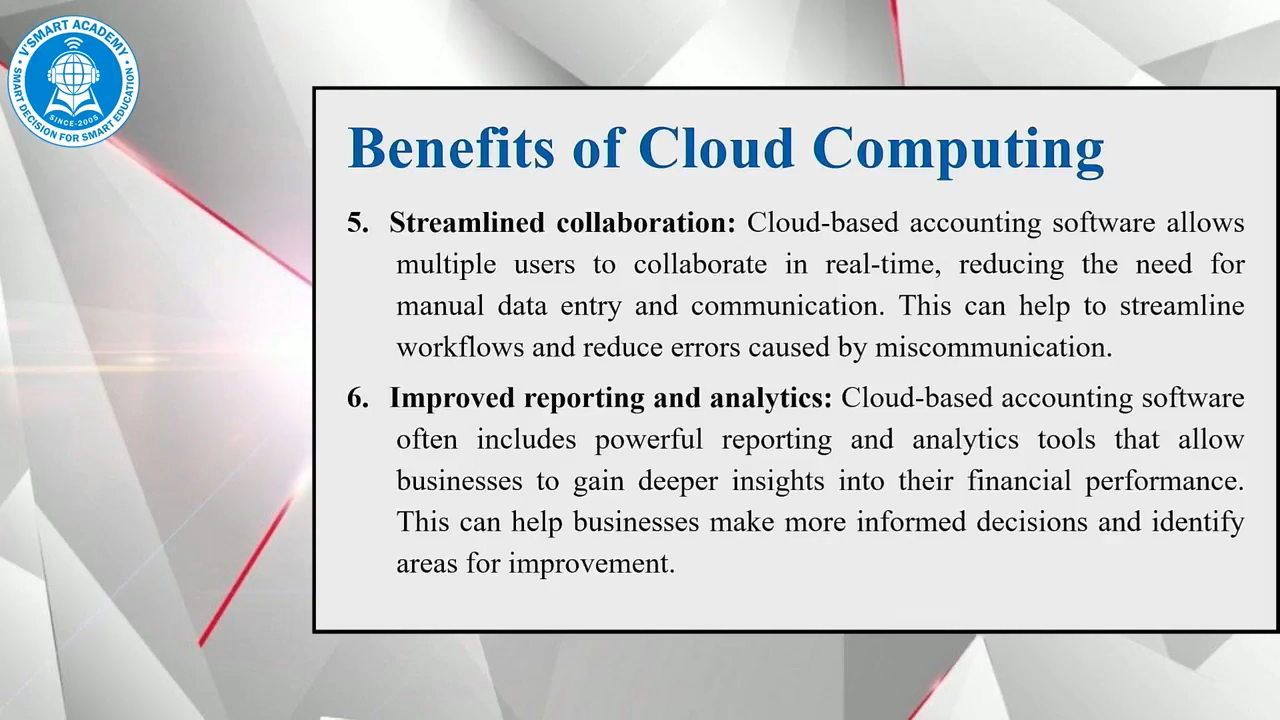 V'SMART ACADEMY
SINCE-2005
SMART DECISION FOR SMART EDUCATION
Benefits of Cloud Computing
5. Streamlined collaboration: Cloud-based accounting software allows
multiple users to collaborate in real-time, reducing the need for
manual data entry and communication. This can help to streamline
workflows and reduce errors caused by miscommunication.
6. Improved reporting and analytics: Cloud-based accounting software
often includes powerful reporting and analytics tools that allow
businesses to gain deeper insights into their financial performance.
This can help businesses make more informed decisions and identify
areas for improvement.